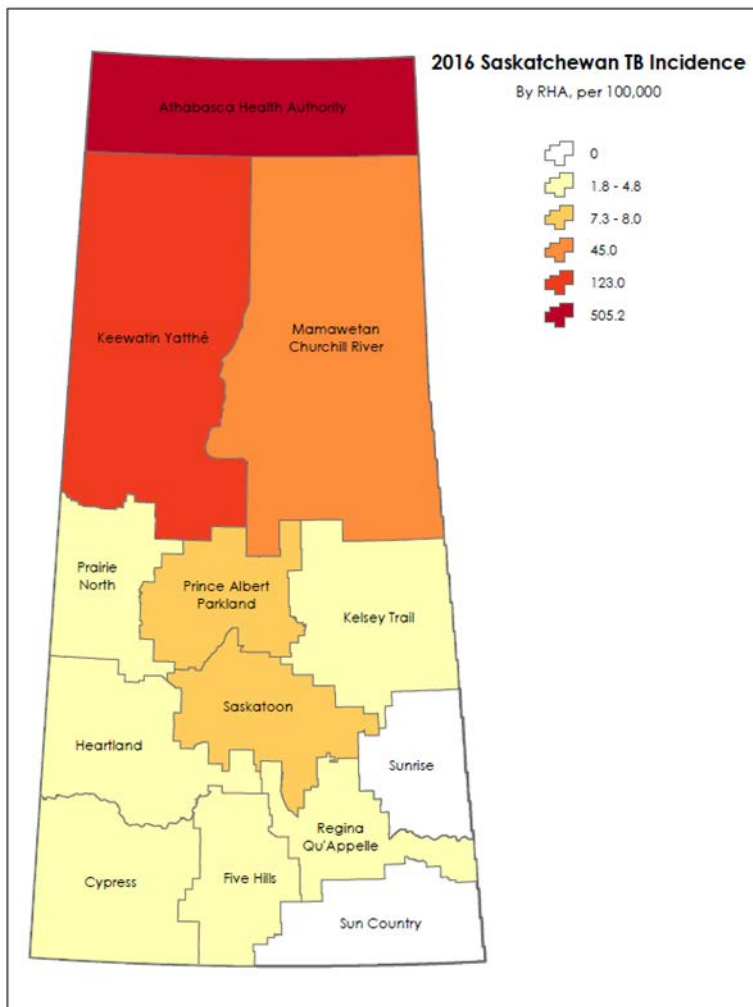 2016 Saskatchewan TB Incidence
By RHA, per 100,000
0
1.8 - 4.8
7.3 - 8.0
45.0
123.0
505.2
Athabasca Health Authority
Keewatin Yatthé
Mamawetan
Churchill River
Prairie
North
Prince Albert
Parkland
Kelsey Trail
Saskatoon
Heartland
Sunrise
Regina
Qu'Appelle
Cypress
Five Hills
Sun Country